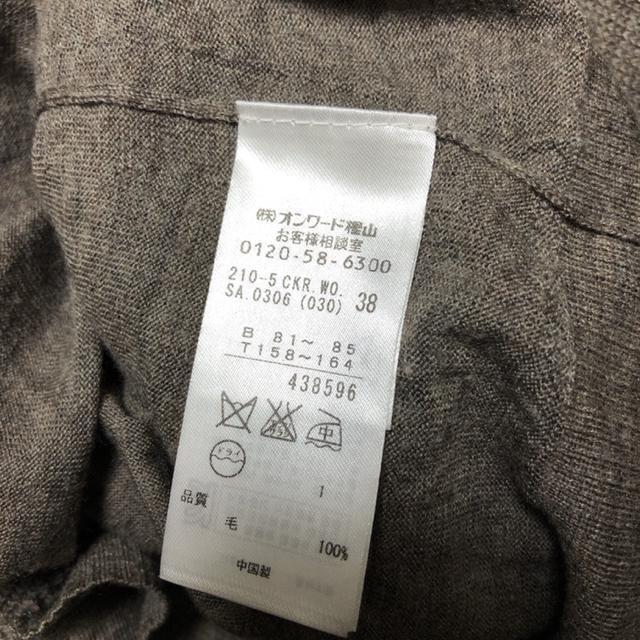 (株)オンワード樫山
お客様相談室
0120-58-6300
210-5 CKR.WO. 38
SA.0306 (030)
B 81～ 85
T158～164
438596
中
ドライ
1
品質
毛 100%
中国製